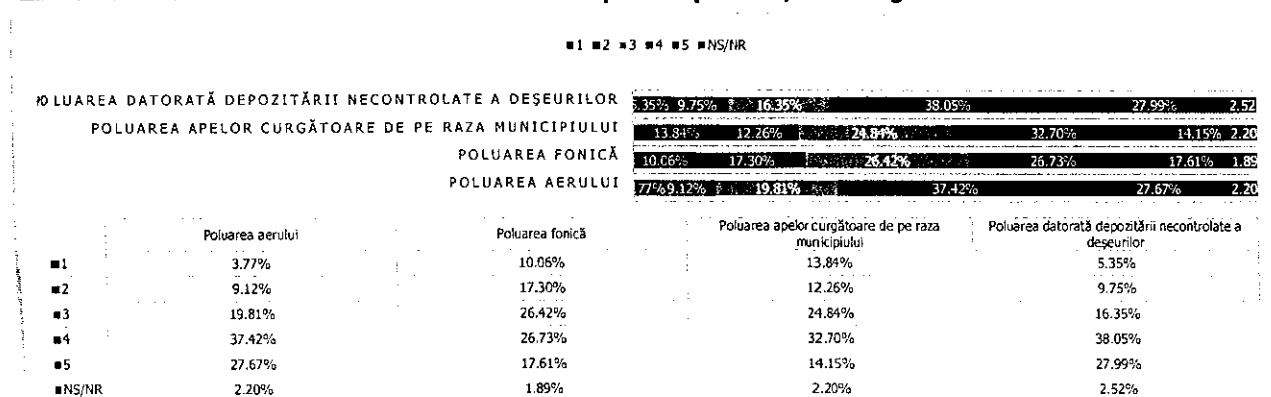 ■1 ■2 ■3 ■4 ■5 ■NS/NR
OLUAREA DATORATĂ DEPOZITĂRII NECONTROLATE A DEȘEURILOR .35% 9.75% 16.35% 38.05% 27.99% 2.52
POLUAREA APELOR CURGĂTOARE DE PE RAZA MUNICIPIULUI 13.84% 12.26% 24.84% 32.70% 14.15% 2.20
POLUAREA FONICĂ 10.06% 17.30% 26.42% 26.73% 17.61% 1.89
POLUAREA AERULUI 77% 9.12% 19.81% 37.42% 27.67% 2.20
Poluarea aerului Poluarea fonică Poluarea apelor curgătoare de pe raza municipiului Poluarea datorată depozitării necontrolate a deșeurilor
■1 3.77% 10.06% 13.84% 5.35%
■2 9.12% 17.30% 12.26% 9.75%
■3 19.81% 26.42% 24.84% 16.35%
■4 37.42% 26.73% 32.70% 38.05%
■5 27.67% 17.61% 14.15% 27.99%
■NS/NR 2.20% 1.89% 2.20% 2.52%